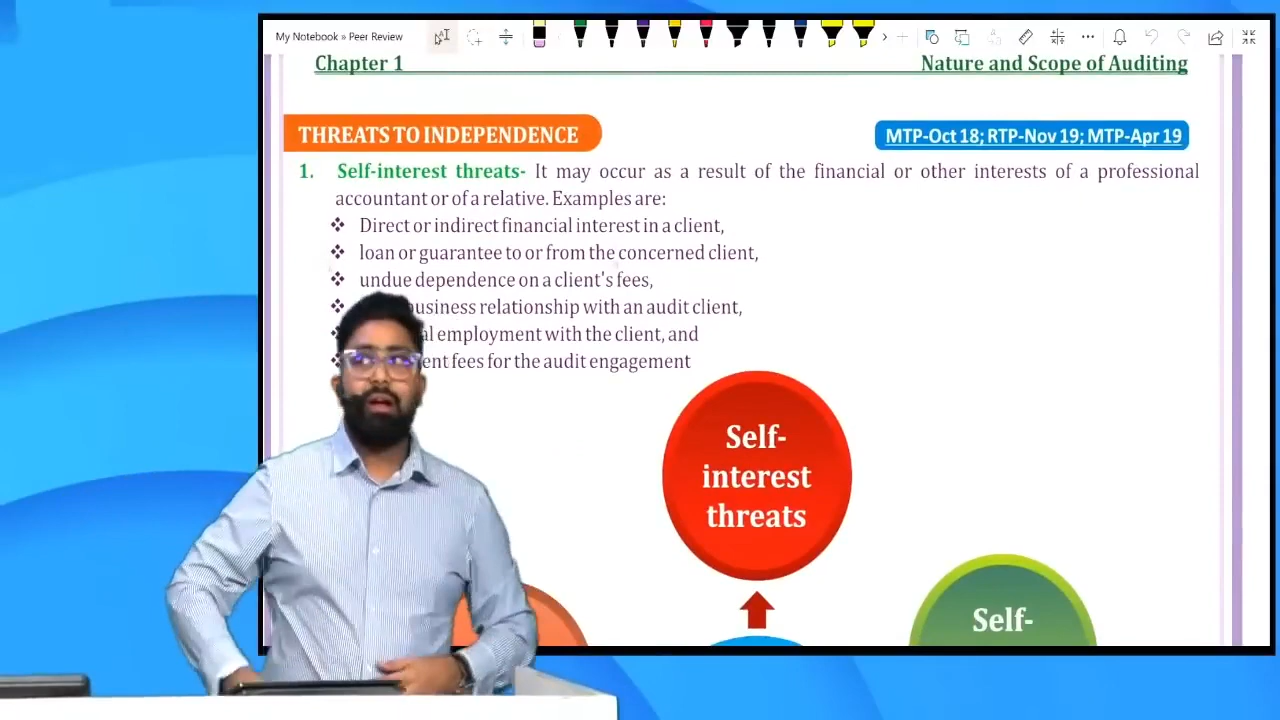 My Notebook » Peer Review
Chapter 1
Nature and Scope of Auditing
THREATS TO INDEPENDENCE
MTP-Oct 18; RTP-Nov 19; MTP-Apr 19
1. Self-interest threats- It may occur as a result of the financial or other interests of a professional
accountant or of a relative. Examples are:
❖ Direct or indirect financial interest in a client,
❖ loan or guarantee to or from the concerned client,
❖ undue dependence on a client's fees,
business relationship with an audit client,
employment with the client, and
fees for the audit engagement
Self-
interest
threats
Self-